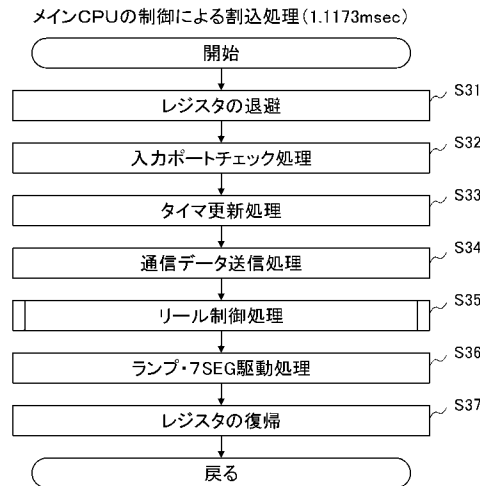 メインCPUの制御による割込処理(1.1173msec)
開始
レジスタの退避
S31
入力ポートチェック処理
S32
タイマ更新処理
S33
通信データ送信処理
S34
リール制御処理
S35
ランプ・7SEG駆動処理
S36
レジスタの復帰
S37
戻る